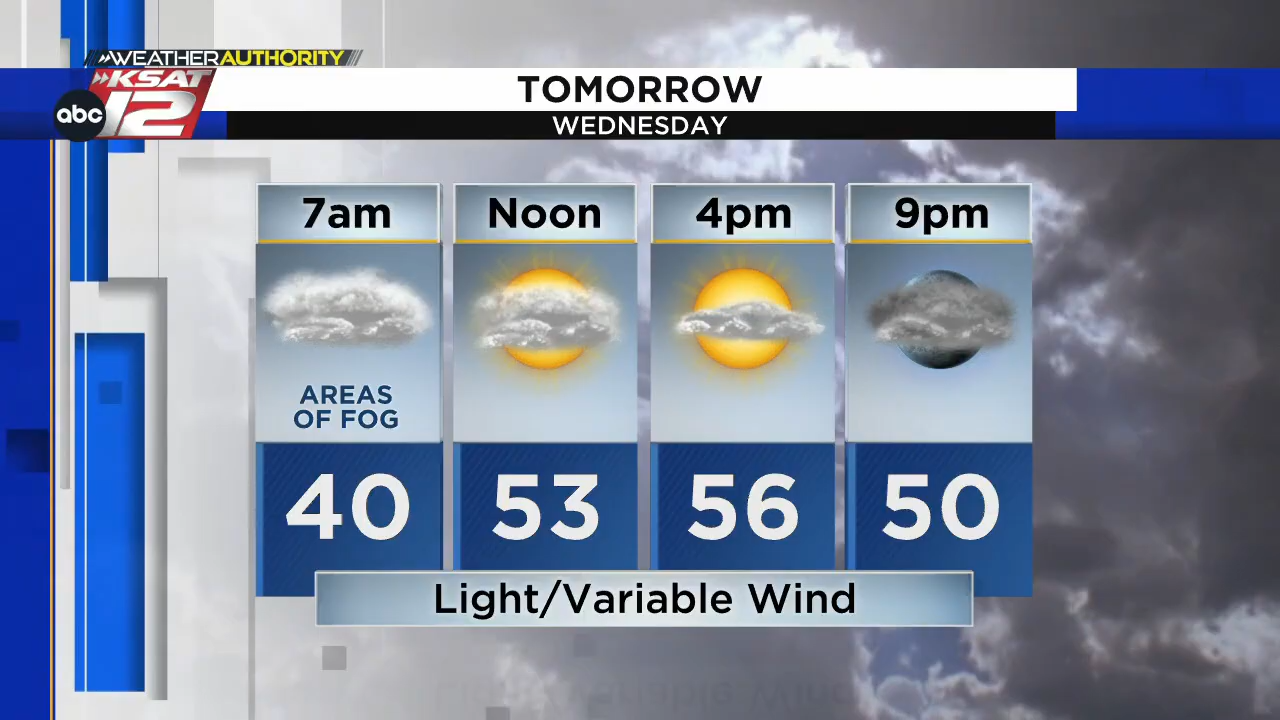 WEATHERAUTHORITY
KSAT
abc 12
TOMORROW
WEDNESDAY
7am Noon 4pm 9pm
AREAS
OF FOG
40 53 56 50
Light/Variable Wind